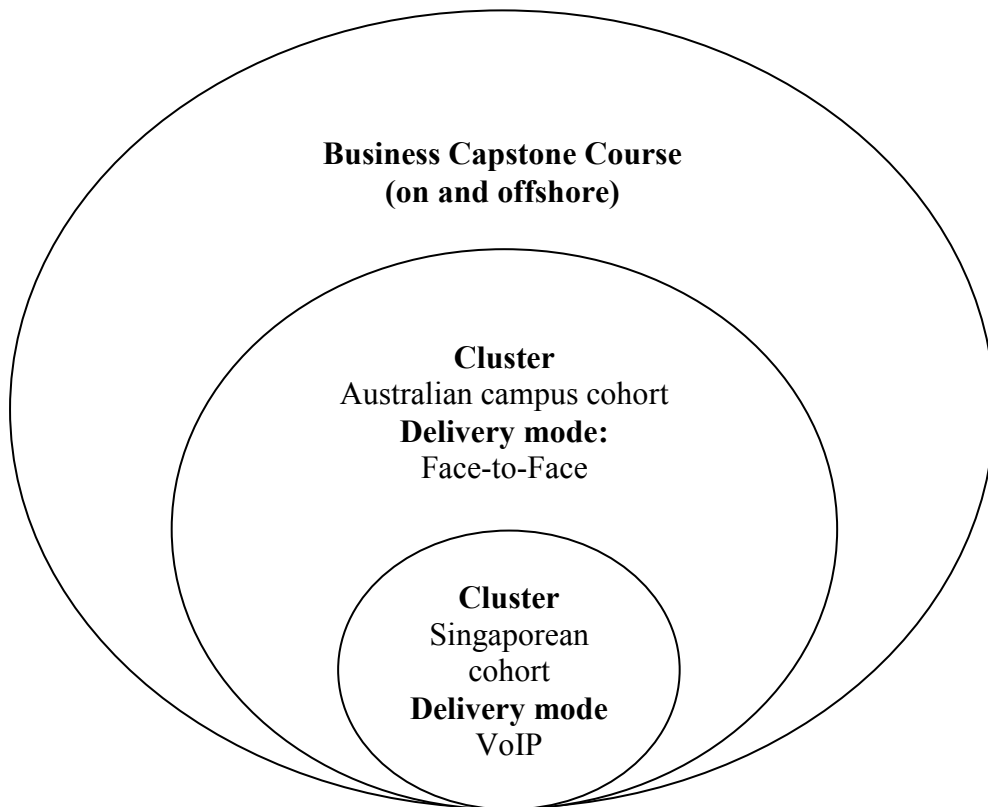 Business Capstone Course
(on and offshore)
Cluster
Australian campus cohort
Delivery mode:
Face-to-Face
Cluster
Singaporean
cohort
Delivery mode
VoIP